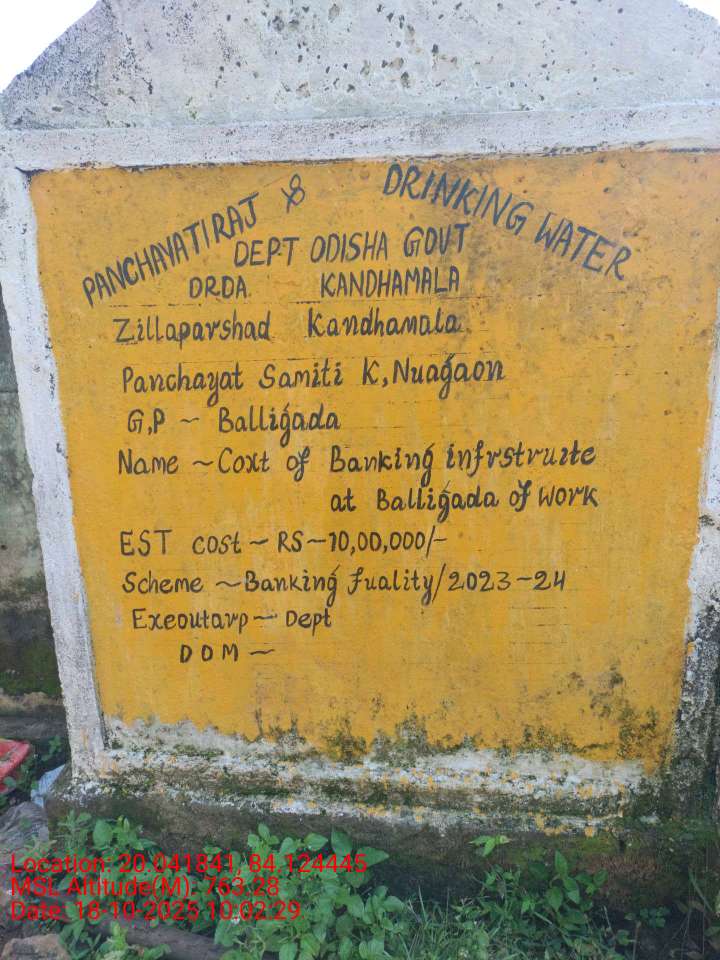 PANCHAYATIRAJ & DRINKING WATER
DEPT ODISHA GOVT
DRDA KANDHAMALA
Zillaparshad Kandhamala
Panchayat Samiti K,Nuagaon
G,P ~ Balligada
Name ~ Coxt of Banking infrstruite
at Balligada of WORK
EST cost ~ RS ~ 10,00,000/-
Scheme ~ Banking fuality/2023-24
Exeoutarp ~ Dept
D O M ~
Location: 20.041841, 84.124445
MSL Altitude(M): 763.28
Date: 18-10-2025 10:02:29